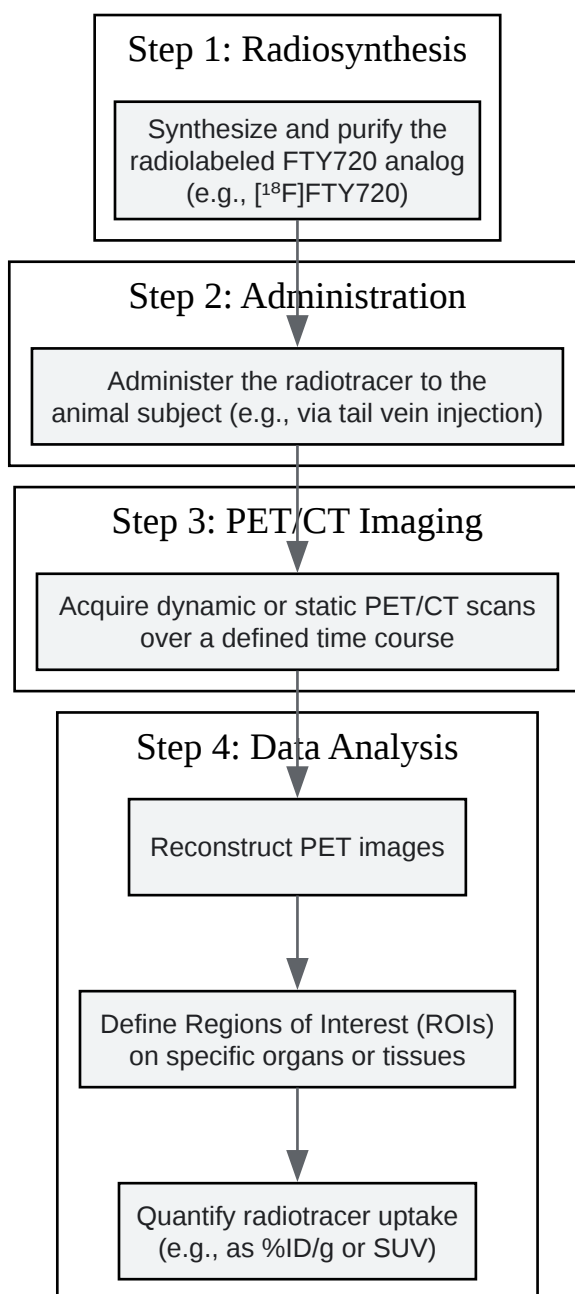 Step 1: Radiosynthesis
Synthesize and purify the
radiolabeled FTY720 analog
(e.g., [¹⁸F]FTY720)
Step 2: Administration
Administer the radiotracer to the
animal subject (e.g., via tail vein injection)
Step 3: PET/CT Imaging
Acquire dynamic or static PET/CT scans
over a defined time course
Step 4: Data Analysis
Reconstruct PET images
Define Regions of Interest (ROIs)
on specific organs or tissues
Quantify radiotracer uptake
(e.g., as %ID/g or SUV)